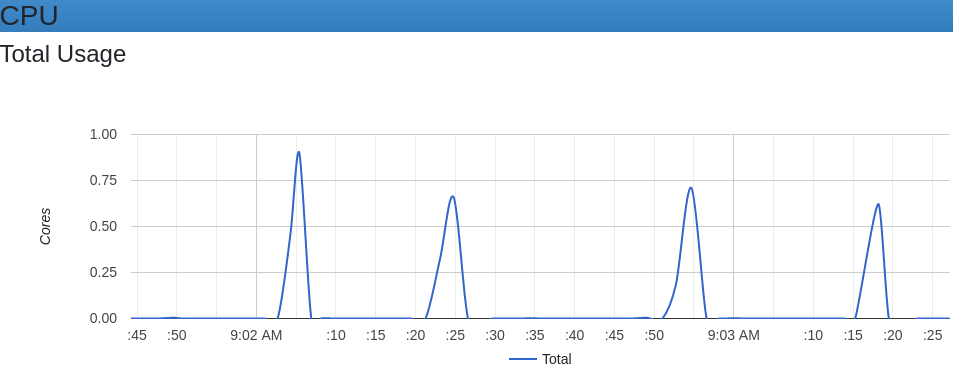 CPU
Total Usage
1.00
0.75
0.50
0.25
0.00
Cores
:45 :50 9:02 AM :10 :15 :20 :25 :30 :35 :40 :45 :50 9:03 AM :10 :15 :20 :25
Total